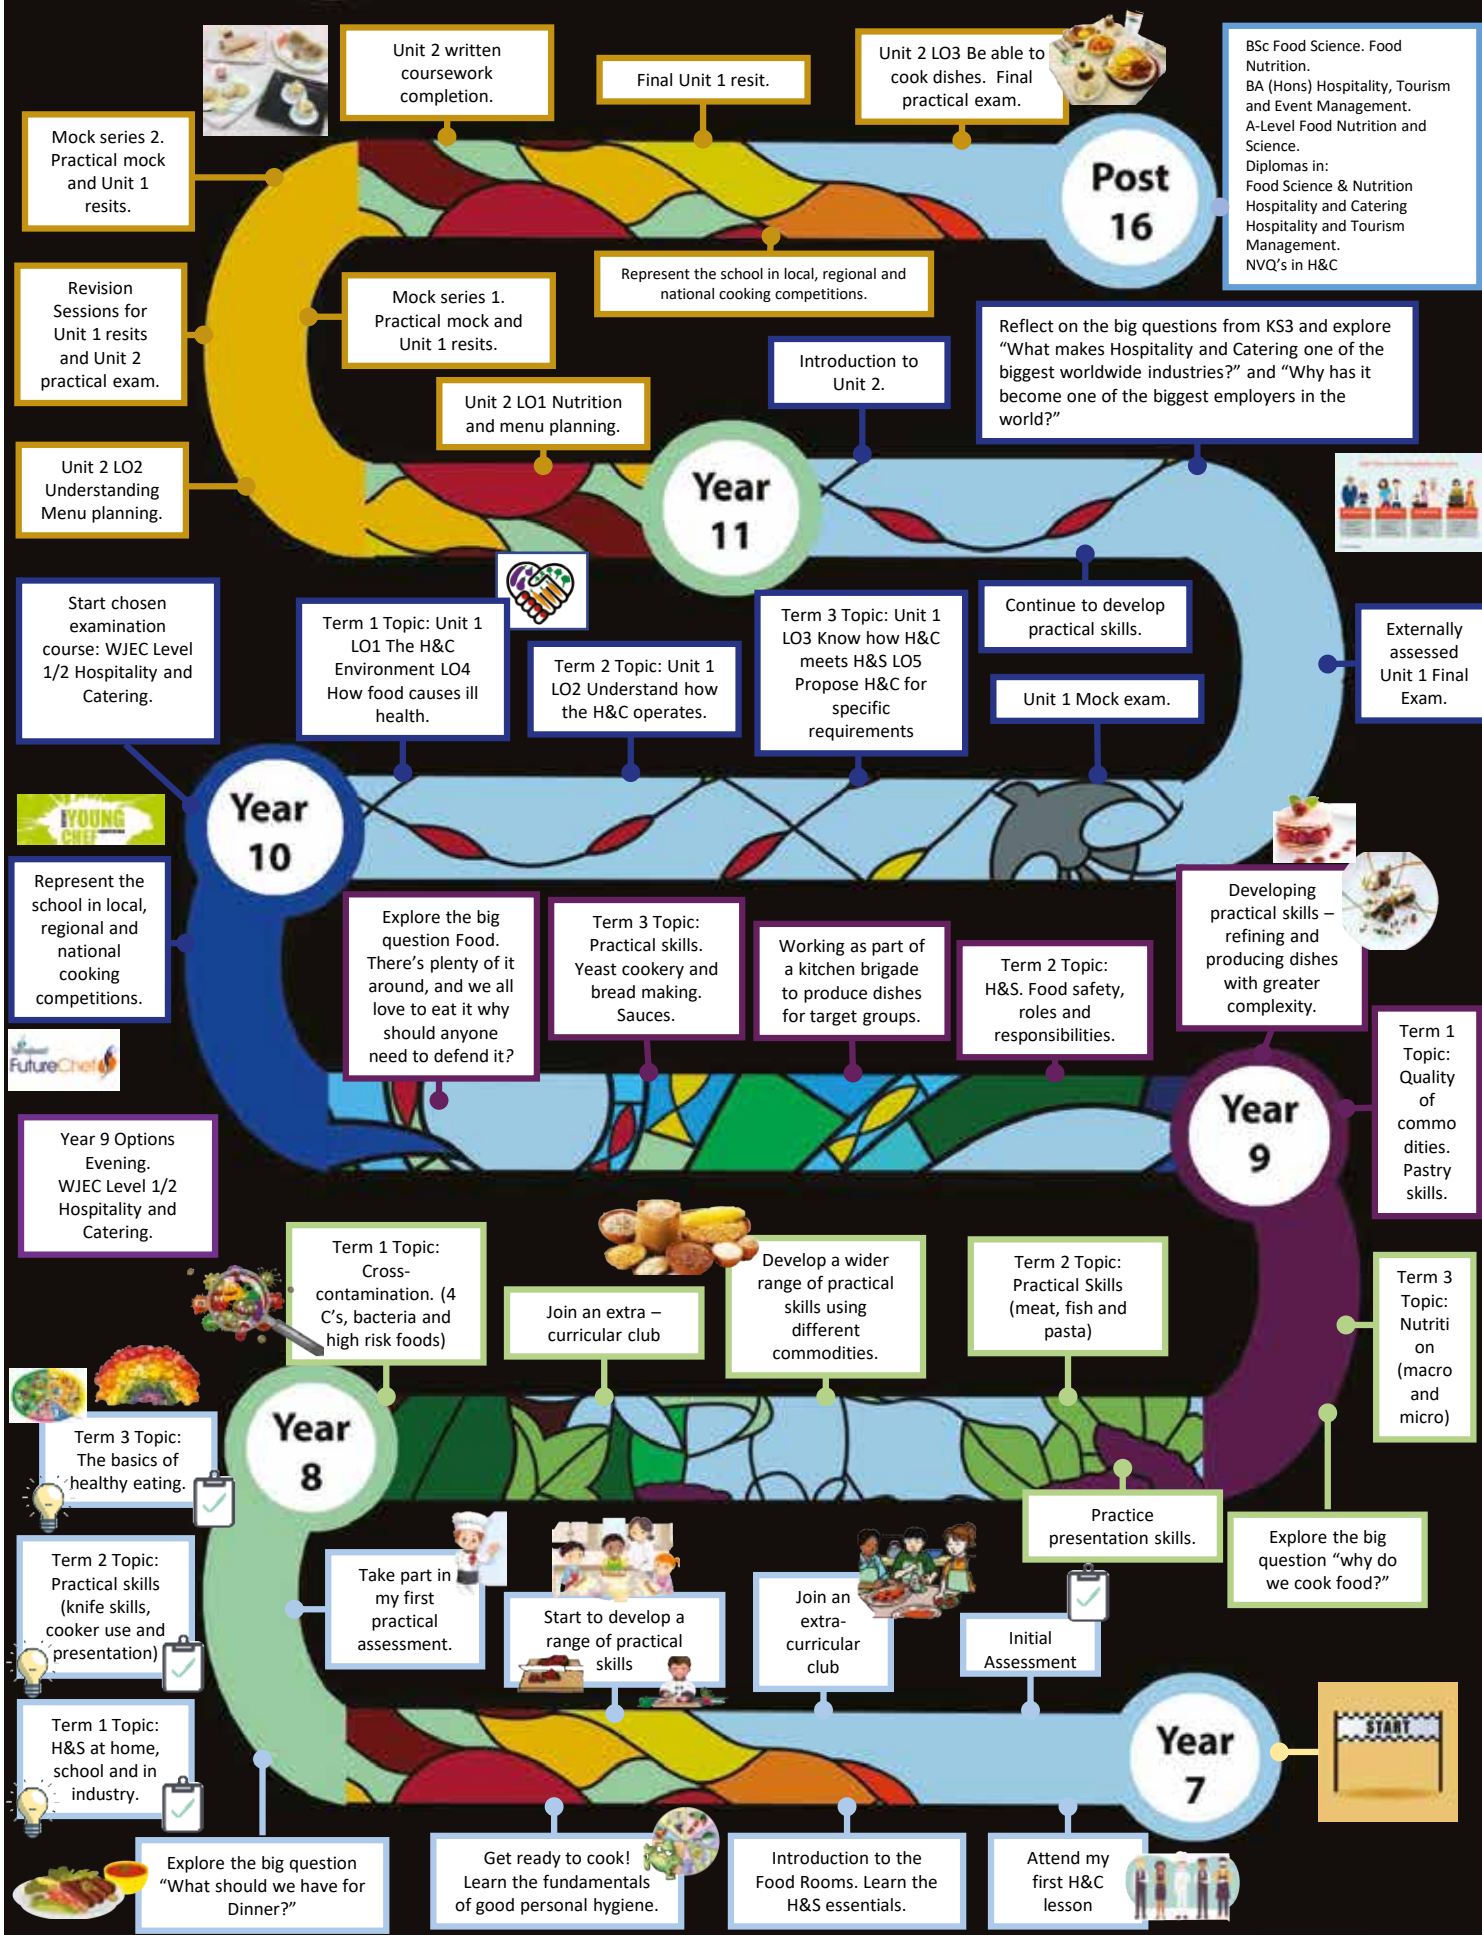 Unit 2 written
coursework
completion.
Final Unit 1 resit.
Unit 2 LO3 Be able to
cook dishes.  Final
practical exam.
BSc Food Science. Food
Nutrition.
BA (Hons) Hospitality, Tourism
and Event Management.
A-Level Food Nutrition and
Science.
Diplomas in:
Food Science & Nutrition
Hospitality and Catering
Hospitality and Tourism
Management.
NVQ's in H&C
Mock series 2.
Practical mock
and Unit 1
resits.
Post
16
Represent the school in local, regional and
national cooking competitions.
Revision
Sessions for
Unit 1 resits
and Unit 2
practical exam.
Mock series 1.
Practical mock and
Unit 1 resits.
Introduction to
Unit 2.
Reflect on the big questions from KS3 and explore
“What makes Hospitality and Catering one of the
biggest worldwide industries?” and “Why has it
become one of the biggest employers in the
world?”
Unit 2 LO1 Nutrition
and menu planning.
Unit 2 LO2
Understanding
Menu planning.
Year
11
Start chosen
examination
course: WJEC Level
1/2 Hospitality and
Catering.
Term 1 Topic: Unit 1
LO1 The H&C
Environment LO4
How food causes ill
health.
Term 2 Topic: Unit 1
LO2 Understand how
the H&C operates.
Term 3 Topic: Unit 1
LO3 Know how H&C
meets H&S LO5
Propose H&C for
specific
requirements
Continue to develop
practical skills.
Unit 1 Mock exam.
Externally
assessed
Unit 1 Final
Exam.
Year
10
YOUNG
CHEF
Represent the
school in local,
regional and
national
cooking
competitions.
FutureChef
Explore the big
question Food.
There's plenty of it
around, and we all
love to eat it why
should anyone
need to defend it?
Term 3 Topic:
Practical skills.
Yeast cookery and
bread making.
Sauces.
Working as part of
a kitchen brigade
to produce dishes
for target groups.
Term 2 Topic:
H&S. Food safety,
roles and
responsibilities.
Developing
practical skills –
refining and
producing dishes
with greater
complexity.
Term 1
Topic:
Quality
of
commo
dities.
Pastry
skills.
Year
9
Year 9 Options
Evening.
WJEC Level 1/2
Hospitality and
Catering.
Term 1 Topic:
Cross-
contamination. (4
C's, bacteria and
high risk foods)
Join an extra –
curricular club
Develop a wider
range of practical
skills using
different
commodities.
Term 2 Topic:
Practical Skills
(meat, fish and
pasta)
Term 3
Topic:
Nutriti
on
(macro
and
micro)
Year
8
Term 3 Topic:
The basics of
healthy eating.
Practice
presentation skills.
Explore the big
question “why do
we cook food?”
Term 2 Topic:
Practical skills
(knife skills,
cooker use and
presentation)
Take part in
my first
practical
assessment.
Start to develop a
range of practical
skills
Join an
extra-
curricular
club
Initial
Assessment
Term 1 Topic:
H&S at home,
school and in
industry.
Year
7
START
Explore the big question
“What should we have for
Dinner?”
Get ready to cook!
Learn the fundamentals
of good personal hygiene.
Introduction to the
Food Rooms. Learn the
H&S essentials.
Attend my
first H&C
lesson